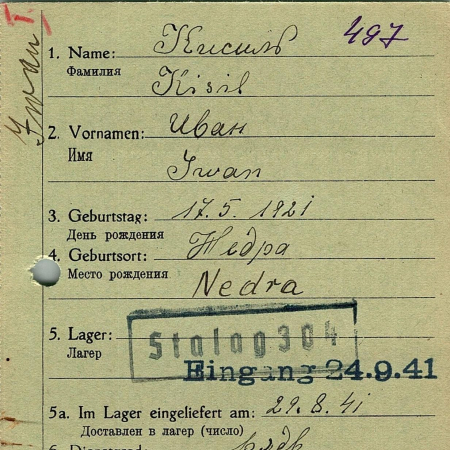 T.
Iwan
497
1. Name: Кисиль
Фамилия
Kisil
2. Vornamen: Иван
Имя
Iwan
3. Geburtstag: 17.5.1921
День рождения
4. Geburtsort: Недра
Место рождения
Nedra
5. Lager: Stalag 304
Лагер
Eingang 24.9.41
5a. Im Lager eingeliefert am: 29.8.41
Доставлен в лагер (число)